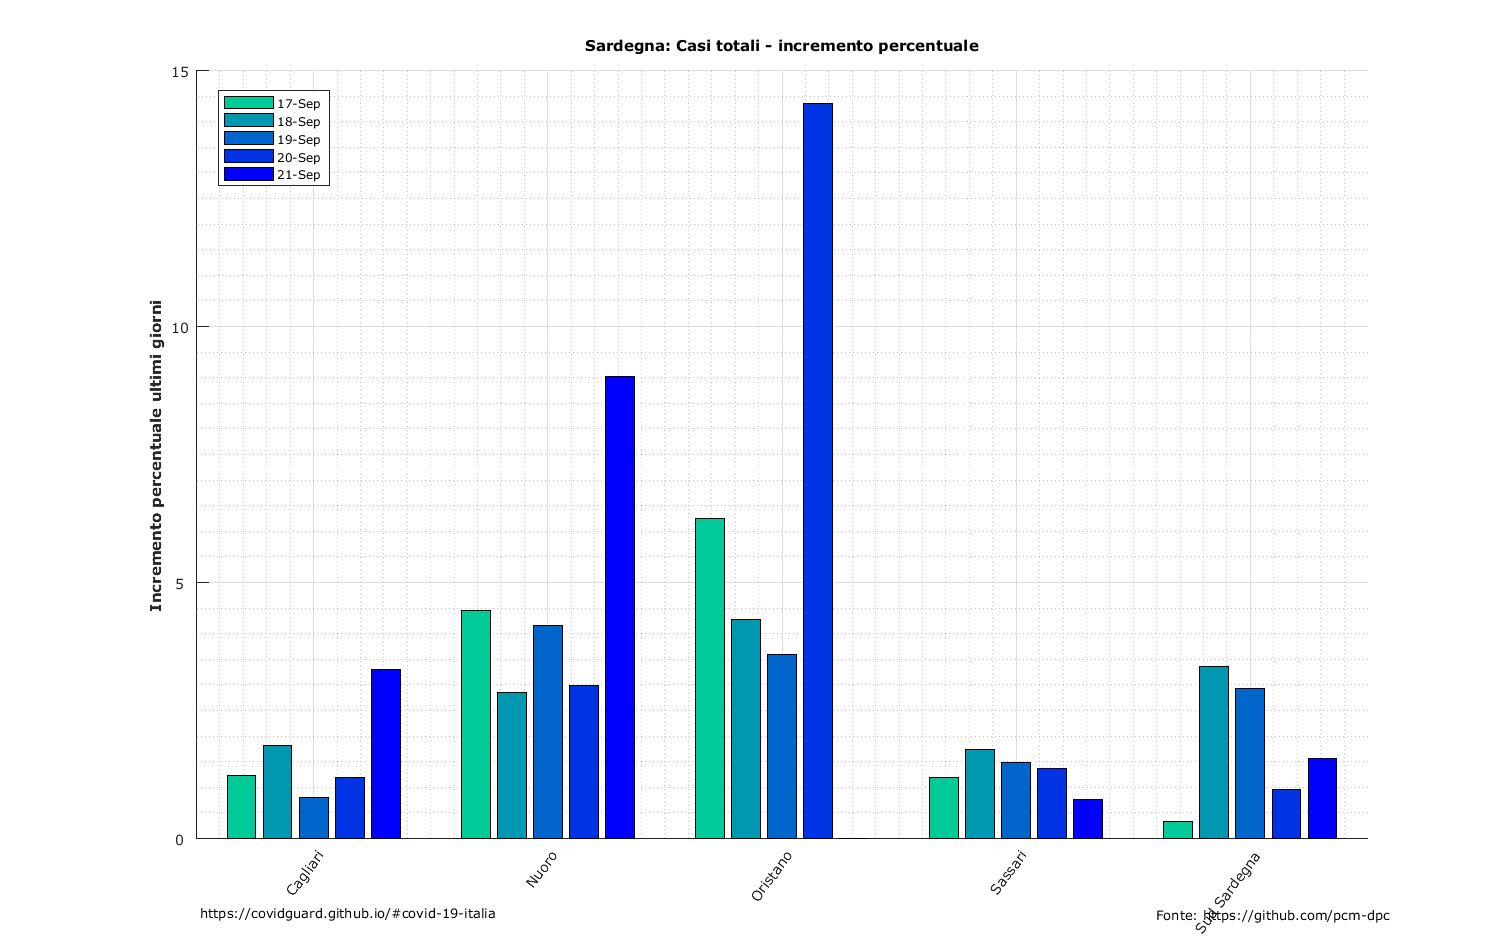 Sardegna: Casi totali - incremento percentuale
15
17-Sep
18-Sep
19-Sep
20-Sep
21-Sep
10
Incremento percentuale ultimi giorni
5
0
Cagliari
Nuoro
Oristano
Sassari
Sud Sardegna
https://covidguard.github.io/#covid-19-italia
Fonte: https://github.com/pcm-dpc